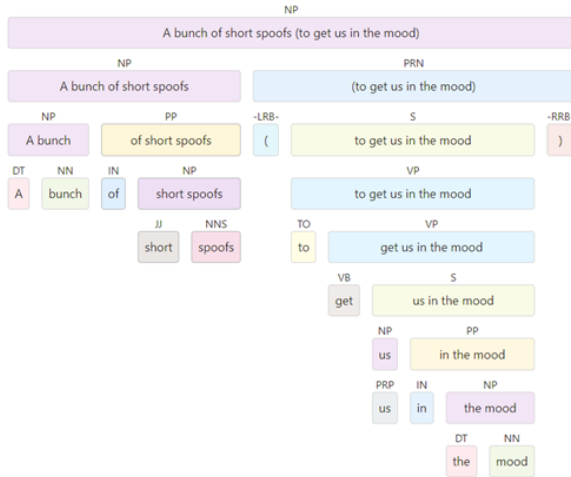 NP
A bunch of short spoofs (to get us in the mood)
NP PRN
A bunch of short spoofs (to get us in the mood)
NP PP -LRB- S -RRB
A bunch of short spoofs ( to get us in the mood )
DT NN IN NP VP
A bunch of short spoofs to get us in the mood
JJ NNS TO VP
short spoofs to get us in the mood
VB S
get us in the mood
NP PP
us in the mood
PRP IN NP
us in the mood
DT NN
the mood